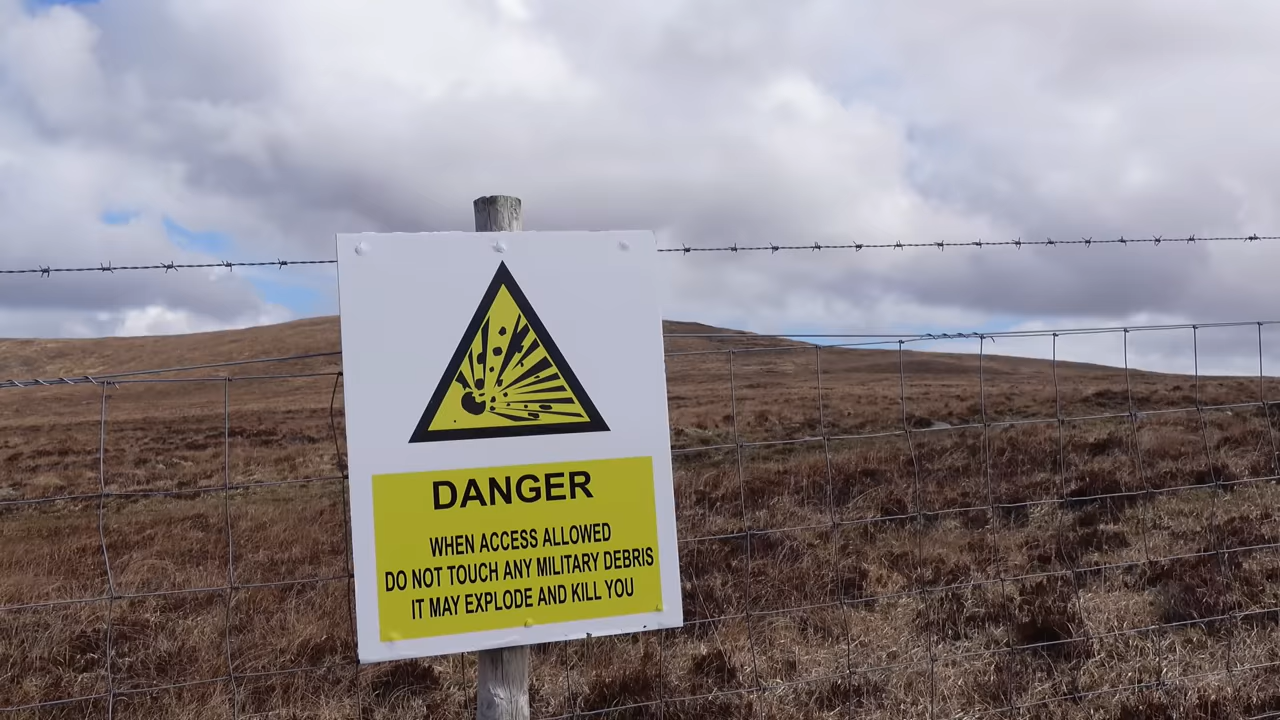 DANGER
WHEN ACCESS ALLOWED
DO NOT TOUCH ANY MILITARY DEBRIS
IT MAY EXPLODE AND KILL YOU